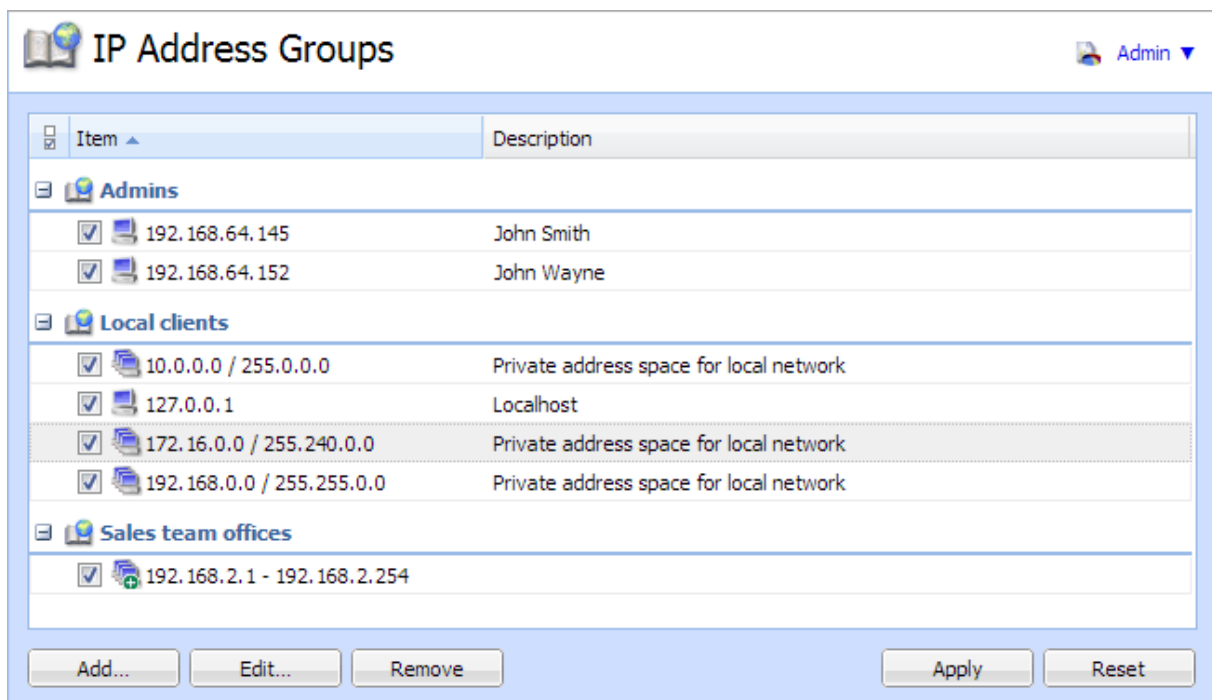 IP Address Groups
Admin ▼
Item Description
Admins
192.168.64.145 John Smith
192.168.64.152 John Wayne
Local clients
10.0.0.0 / 255.0.0.0 Private address space for local network
127.0.0.1 Localhost
172.16.0.0 / 255.240.0.0 Private address space for local network
192.168.0.0 / 255.255.0.0 Private address space for local network
Sales team offices
192.168.2.1 - 192.168.2.254
Add... Edit... Remove Apply Reset